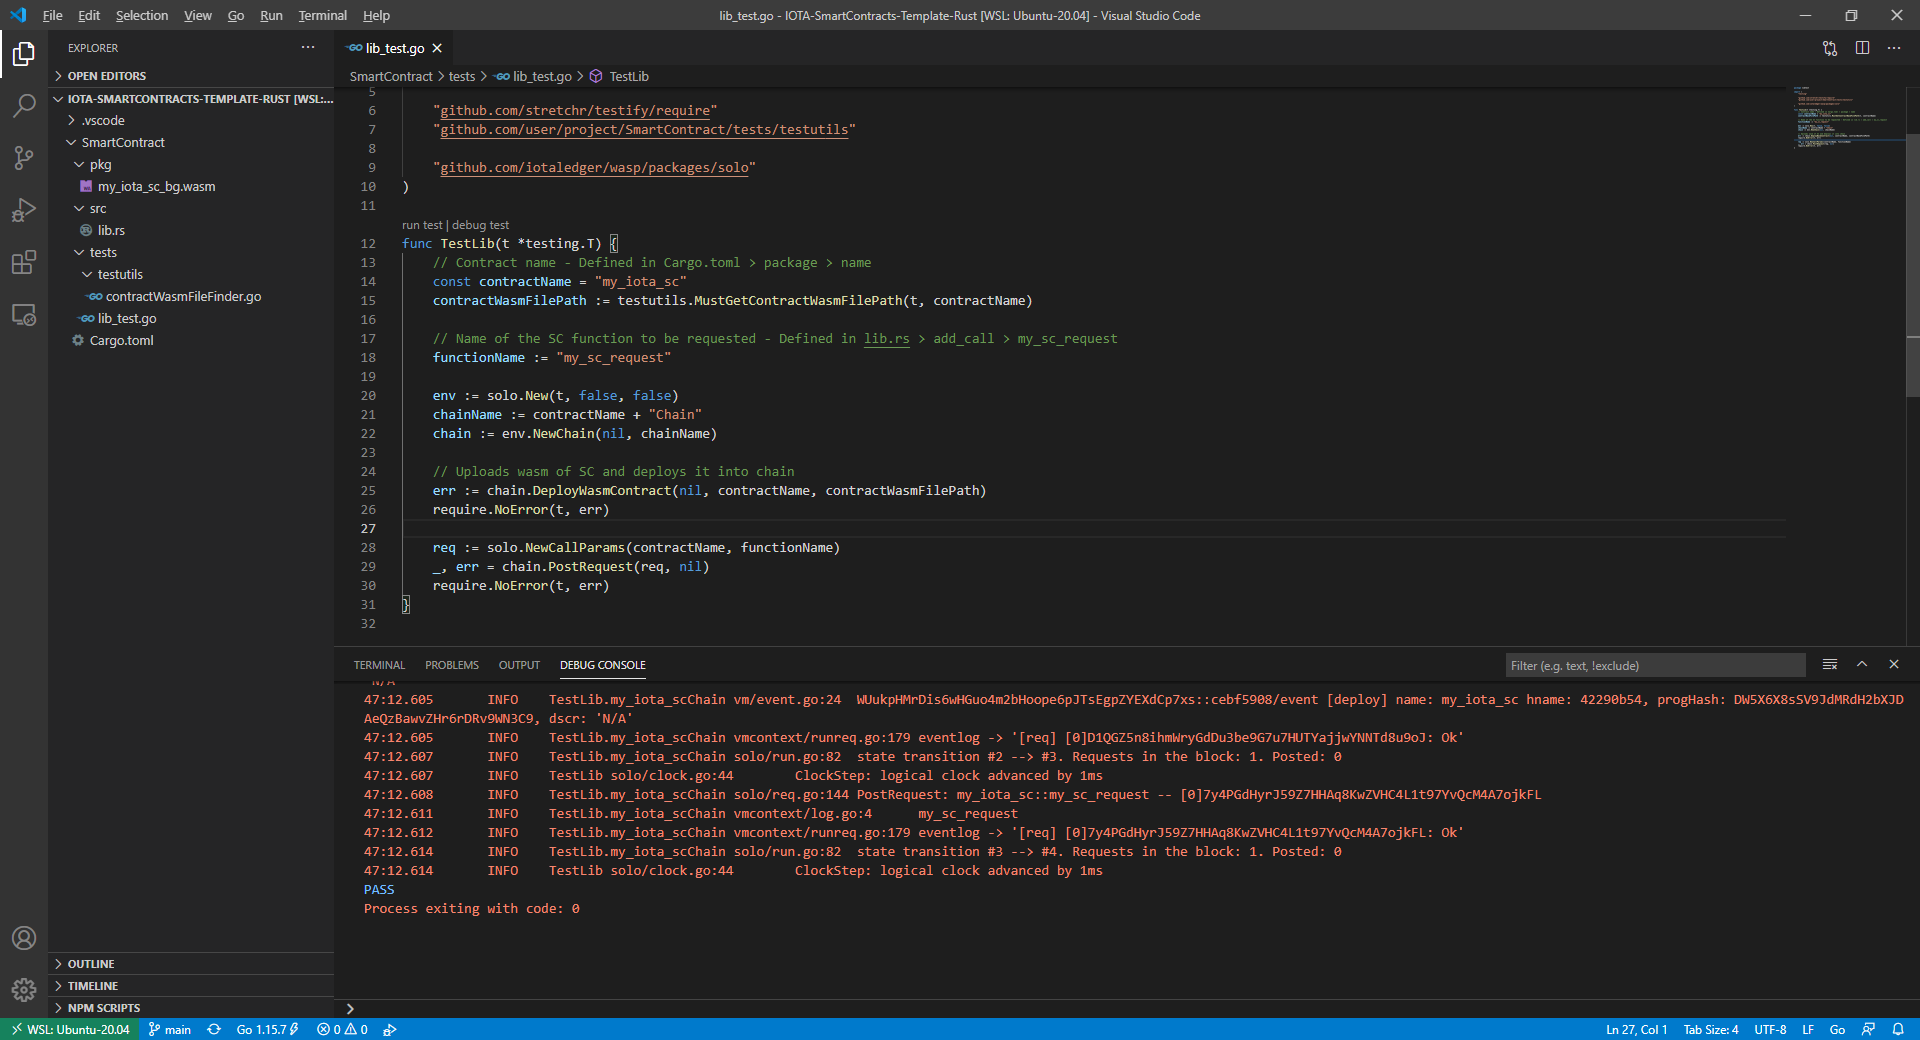 File Edit Selection View Go Run Terminal Help
lib_test.go - IOTA-SmartContracts-Template-Rust [WSL: Ubuntu-20.04] - Visual Studio Code
EXPLORER
OPEN EDITORS
IOTA-SMARTCONTRACTS-TEMPLATE-RUST [WSL:...
.vscode
SmartContract
pkg
my_iota_sc_bg.wasm
src
lib.rs
tests
testutils
contractWasmFileFinder.go
lib_test.go
Cargo.toml
OUTLINE
TIMELINE
NPM SCRIPTS
lib_test.go
SmartContract > tests > lib_test.go > TestLib
5
6 "github.com/stretchr/testify/require"
7 "github.com/user/project/SmartContract/tests/testutils"
8
9 "github.com/iotaledger/wasp/packages/solo"
10 )
11
run test | debug test
12 func TestLib(t *testing.T) {
13 // Contract name - Defined in Cargo.toml > package > name
14 const contractName = "my_iota_sc"
15 contractWasmFilePath := testutils.MustGetContractWasmFilePath(t, contractName)
16
17 // Name of the SC function to be requested - Defined in lib.rs > add_call > my_sc_request
18 functionName := "my_sc_request"
19
20 env := solo.New(t, false, false)
21 chainName := contractName + "Chain"
22 chain := env.NewChain(nil, chainName)
23
24 // Uploads wasm of SC and deploys it into chain
25 err := chain.DeployWasmContract(nil, contractName, contractWasmFilePath)
26 require.NoError(t, err)
27
28 req := solo.NewCallParams(contractName, functionName)
29 _, err = chain.PostRequest(req, nil)
30 require.NoError(t, err)
31 }
32
TERMINAL PROBLEMS OUTPUT DEBUG CONSOLE
Filter (e.g. text, !exclude)
'N/A'
47:12.605 INFO TestLib.my_iota_scChain vm/event.go:24 WUukpHMrDis6wHGuo4m2bHoope6pJTsEgpZYEXdCp7xs::cebf5908/event [deploy] name: my_iota_sc hname: 42290b54, progHash: DW5X6X8sSV9JdMRdH2bXJD
AeQzBawvZHr6rDRv9WN3C9, dscr: 'N/A'
47:12.605 INFO TestLib.my_iota_scChain vmcontext/runreq.go:179 eventlog -> '[req] [0]D1QGZ5n8ihmWryGdDu3be9G7u7HUTYajjwYNNTd8u9oJ: Ok'
47:12.607 INFO TestLib.my_iota_scChain solo/run.go:82 state transition #2 --> #3. Requests in the block: 1. Posted: 0
47:12.607 INFO TestLib solo/clock.go:44 ClockStep: logical clock advanced by 1ms
47:12.608 INFO TestLib.my_iota_scChain solo/req.go:144 PostRequest: my_iota_sc::my_sc_request -- [0]7y4PGdHyrJ59Z7HHAq8KwZVHC4L1t97YvQcM4A7ojkFL
47:12.611 INFO TestLib.my_iota_scChain vmcontext/log.go:4 my_sc_request
47:12.612 INFO TestLib.my_iota_scChain vmcontext/runreq.go:179 eventlog -> '[req] [0]7y4PGdHyrJ59Z7HHAq8KwZVHC4L1t97YvQcM4A7ojkFL: Ok'
47:12.614 INFO TestLib.my_iota_scChain solo/run.go:82 state transition #3 --> #4. Requests in the block: 1. Posted: 0
47:12.614 INFO TestLib solo/clock.go:44 ClockStep: logical clock advanced by 1ms
PASS
Process exiting with code: 0
WSL: Ubuntu-20.04 main Go 1.15.7 0 0
Ln 27, Col 1 Tab Size: 4 UTF-8 LF Go